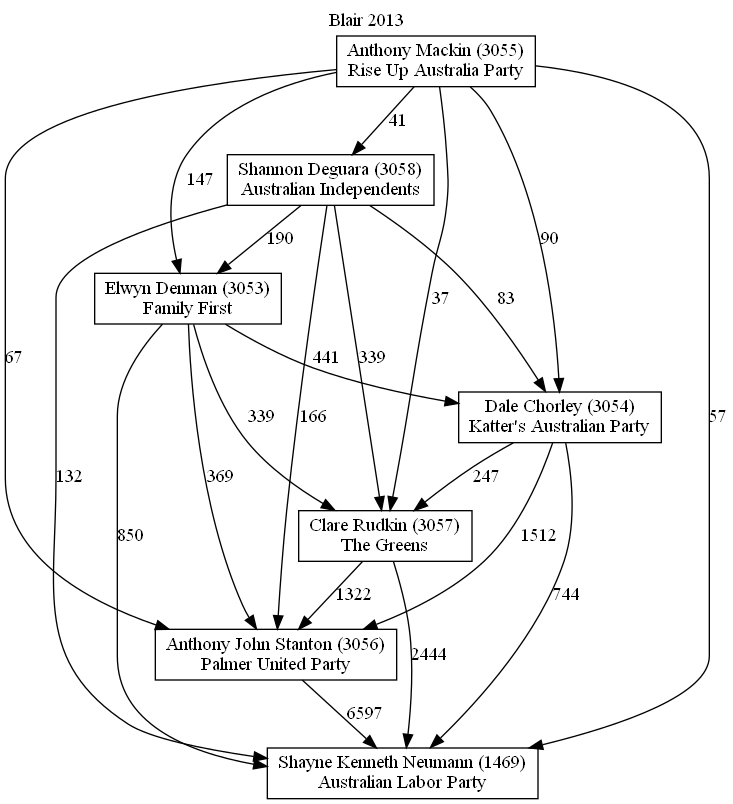 Blair 2013
Anthony Mackin (3055)
Rise Up Australia Party
41
Shannon Deguara (3058)
Australian Independents
147
190
90
Elwyn Denman (3053)
Family First
37
83
67
441
339
57
Dale Chorley (3054)
Katter's Australian Party
339
166
132
369
247
Clare Rudkin (3057)
The Greens
850
1512
1322
744
Anthony John Stanton (3056)
Palmer United Party
2444
6597
Shayne Kenneth Neumann (1469)
Australian Labor Party